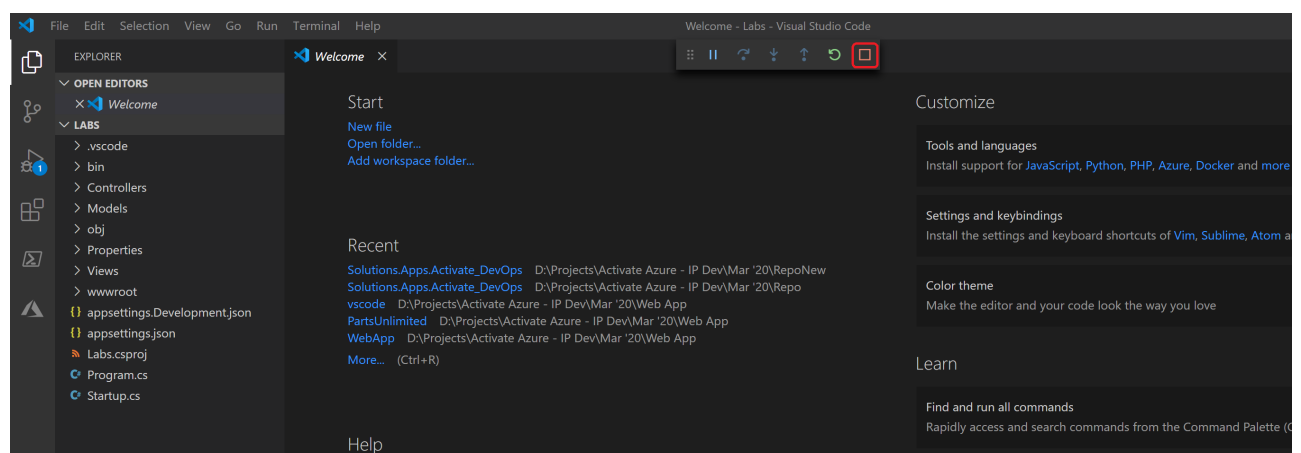 File Edit Selection View Go Run Terminal Help
Welcome - Labs - Visual Studio Code
EXPLORER
OPEN EDITORS
Welcome
LABS
.vscode
bin
Controllers
Models
obj
Properties
Views
wwwroot
{} appsettings.Development.json
{} appsettings.json
Labs.csproj
C# Program.cs
C# Startup.cs
1
Welcome
Start
New file
Open folder...
Add workspace folder...
Recent
Solutions.Apps.Activate_DevOps D:\Projects\Activate Azure - IP Dev\Mar '20\RepoNew
Solutions.Apps.Activate_DevOps D:\Projects\Activate Azure - IP Dev\Mar '20\Repo
vscode D:\Projects\Activate Azure - IP Dev\Mar '20\Web App
PartsUnlimited D:\Projects\Activate Azure - IP Dev\Mar '20\Web App
WebApp D:\Projects\Activate Azure - IP Dev\Mar '20\Web App
More... (Ctrl+R)
Help
Customize
Tools and languages
Install support for JavaScript, Python, PHP, Azure, Docker and more
Settings and keybindings
Install the settings and keyboard shortcuts of Vim, Sublime, Atom a
Color theme
Make the editor and your code look the way you love
Learn
Find and run all commands
Rapidly access and search commands from the Command Palette (C